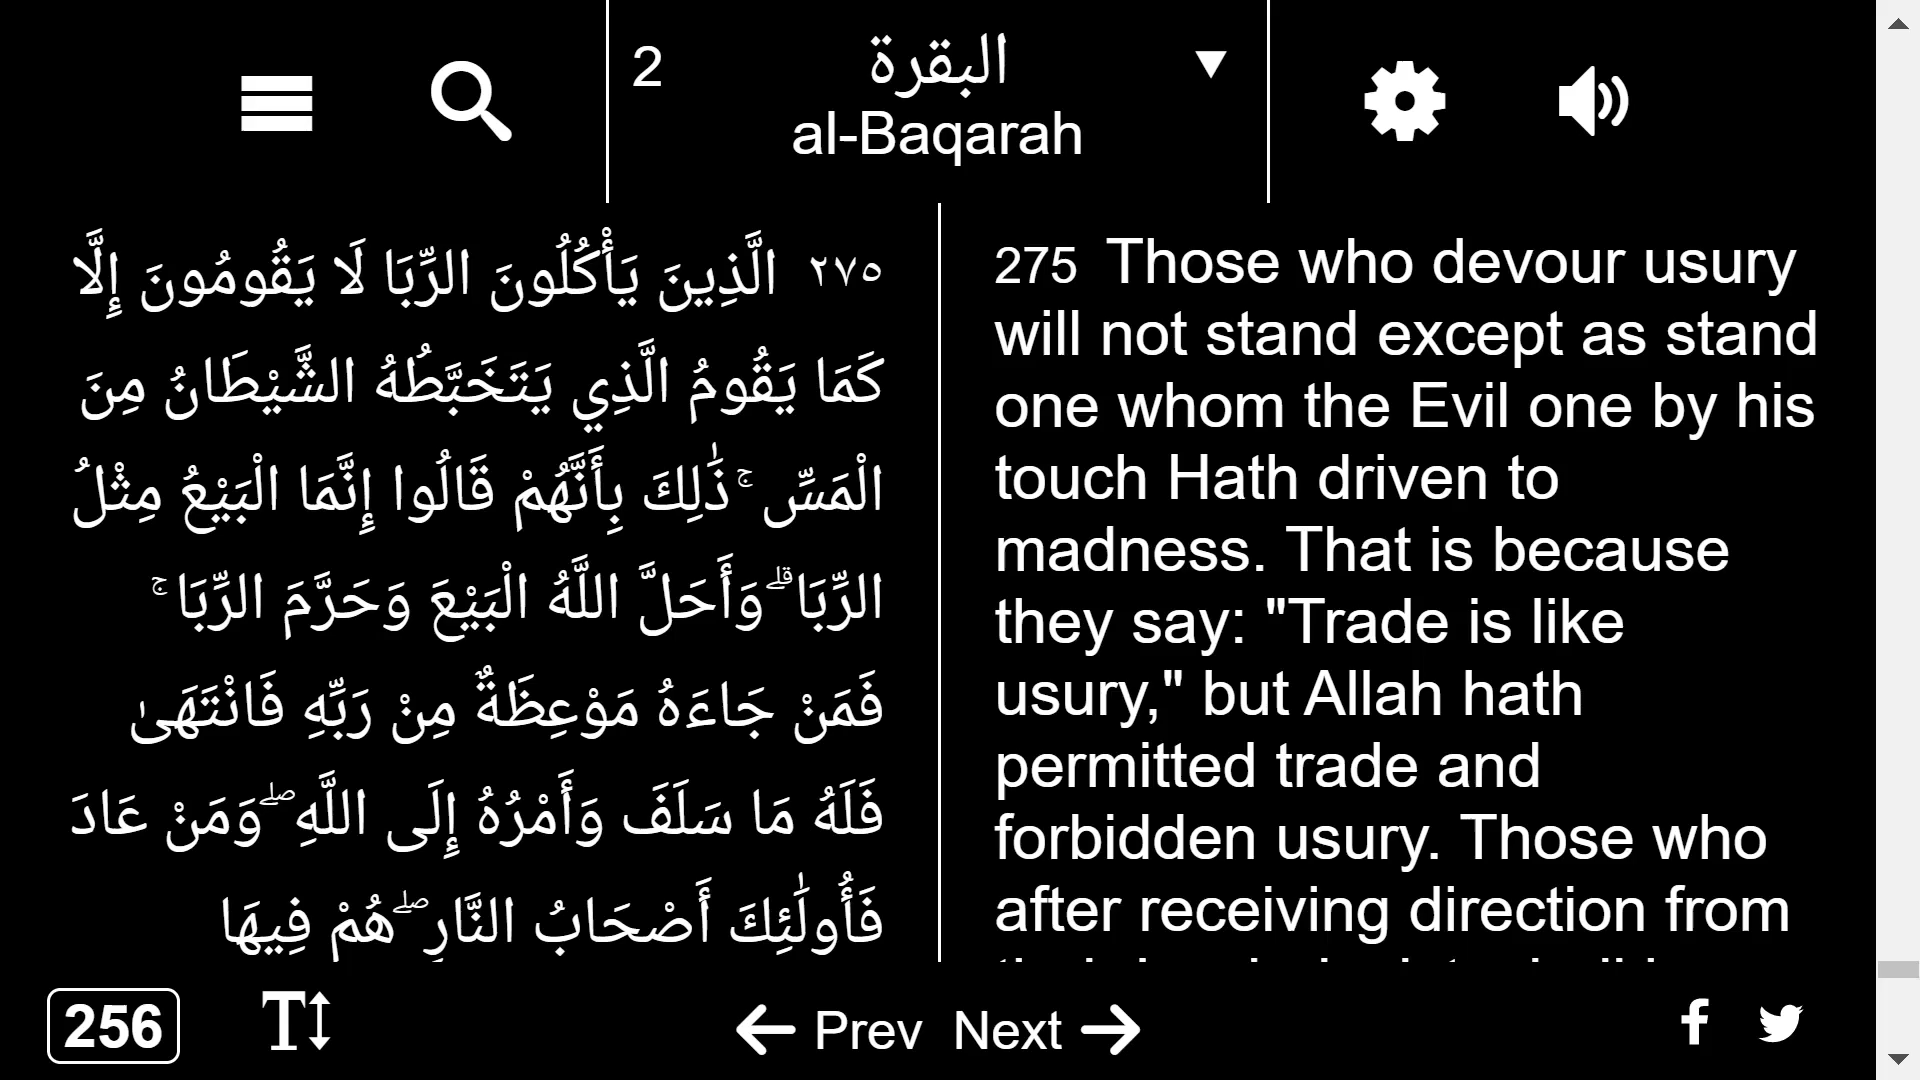 2
البقرة
▼
al-Baqarah
٢٧٥ الَّذِينَ يَأْكُلُونَ الرِّبَا لَا يَقُومُونَ إِلَّا
كَمَا يَقُومُ الَّذِي يَتَخَبَّطُهُ الشَّيْطَانُ مِنَ
الْمَسِّ ۚ ذَٰلِكَ بِأَنَّهُمْ قَالُوا إِنَّمَا الْبَيْعُ مِثْلُ
الرِّبَا ۗ وَأَحَلَّ اللَّهُ الْبَيْعَ وَحَرَّمَ الرِّبَا ۚ
فَمَنْ جَاءَهُ مَوْعِظَةٌ مِنْ رَبِّهِ فَانْتَهَىٰ
فَلَهُ مَا سَلَفَ وَأَمْرُهُ إِلَى اللَّهِ ۖ وَمَنْ عَادَ
فَأُولَٰئِكَ أَصْحَابُ النَّارِ ۖ هُمْ فِيهَا
275 Those who devour usury
will not stand except as stand
one whom the Evil one by his
touch Hath driven to
madness. That is because
they say: "Trade is like
usury," but Allah hath
permitted trade and
forbidden usury. Those who
after receiving direction from
256
T
Prev Next